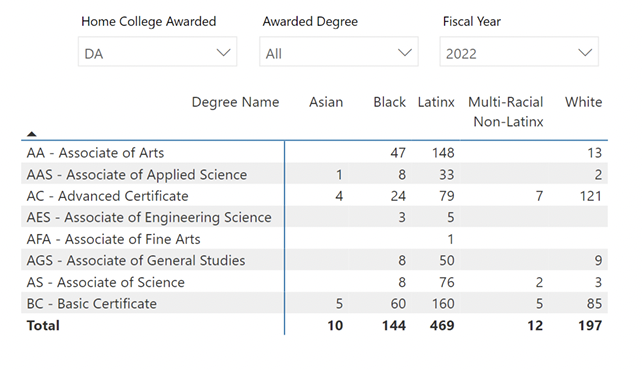 Home College Awarded Awarded Degree Fiscal Year
DA All 2022
Degree Name Asian Black Latinx Multi-Racial White
Non-Latinx
AA - Associate of Arts 47 148 13
AAS - Associate of Applied Science 1 8 33 2
AC - Advanced Certificate 4 24 79 7 121
AES - Associate of Engineering Science 3 5
AFA - Associate of Fine Arts 1
AGS - Associate of General Studies 8 50 9
AS - Associate of Science 8 76 2 3
BC - Basic Certificate 5 60 160 5 85
Total 10 144 469 12 197